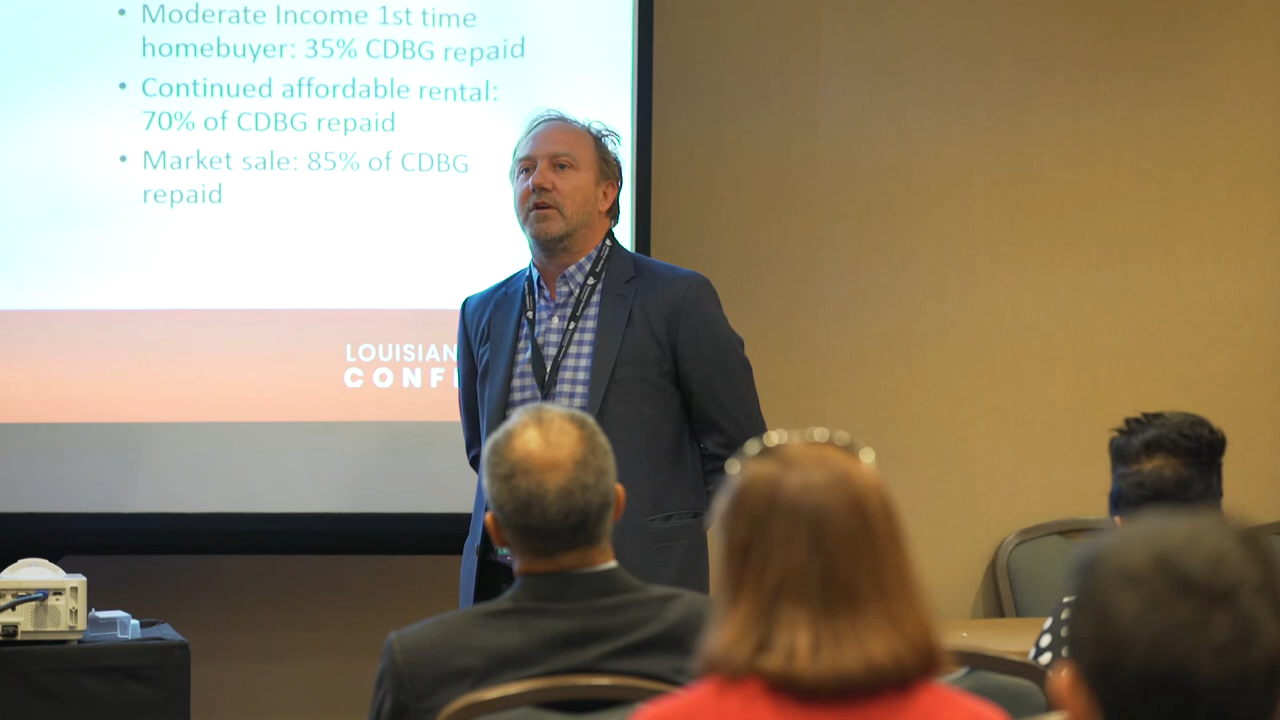 • Moderate Income 1st time
homebuyer: 35% CDBG repaid
• Continued affordable rental:
70% of CDBG repaid
• Market sale: 85% of CDBG
repaid
LOUISIAN
CONF